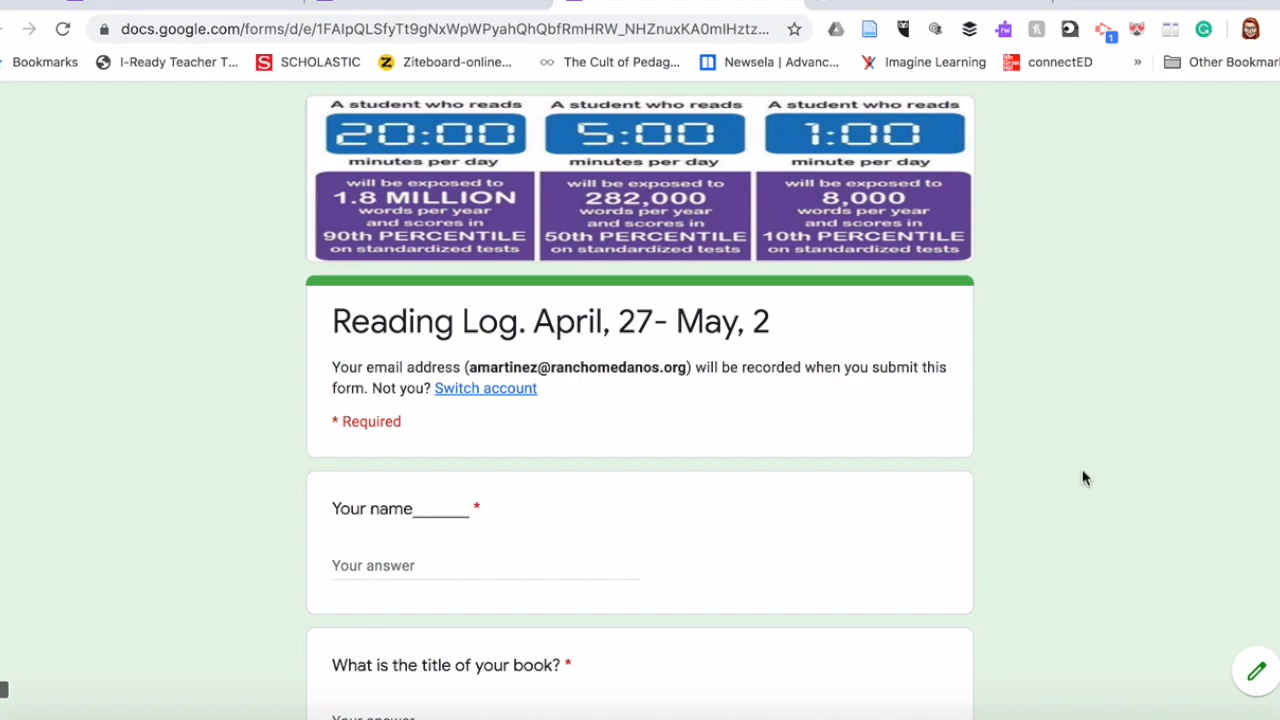 docs.google.com/forms/d/e/1FAIpQLSfyTt9gNxWpWPyahQhQbfRmHRW_NHZnuxKA0mIHztz...
1
Bookmarks I-Ready Teacher T... S SCHOLASTIC Z Ziteboard-online... The Cult of Pedag... Newsela | Advanc... Imagine Learning connectED » Other Bookmar
A student who reads A student who reads A student who reads
20:00 5:00 1:00
minutes per day minutes per day minute per day
will be exposed to will be exposed to will be exposed to
1.8 MILLION 282,000 8,000
words per year words per year words per year
and scores in and scores in and scores in
90th PERCENTILE 50th PERCENTILE 10th PERCENTILE
on standardized tests on standardized tests on standardized tests
Reading Log. April, 27- May, 2
Your email address (amartinez@ranchomedanos.org) will be recorded when you submit this
form. Not you? Switch account
* Required
Your name______ *
Your answer
What is the title of your book? *
Your answer